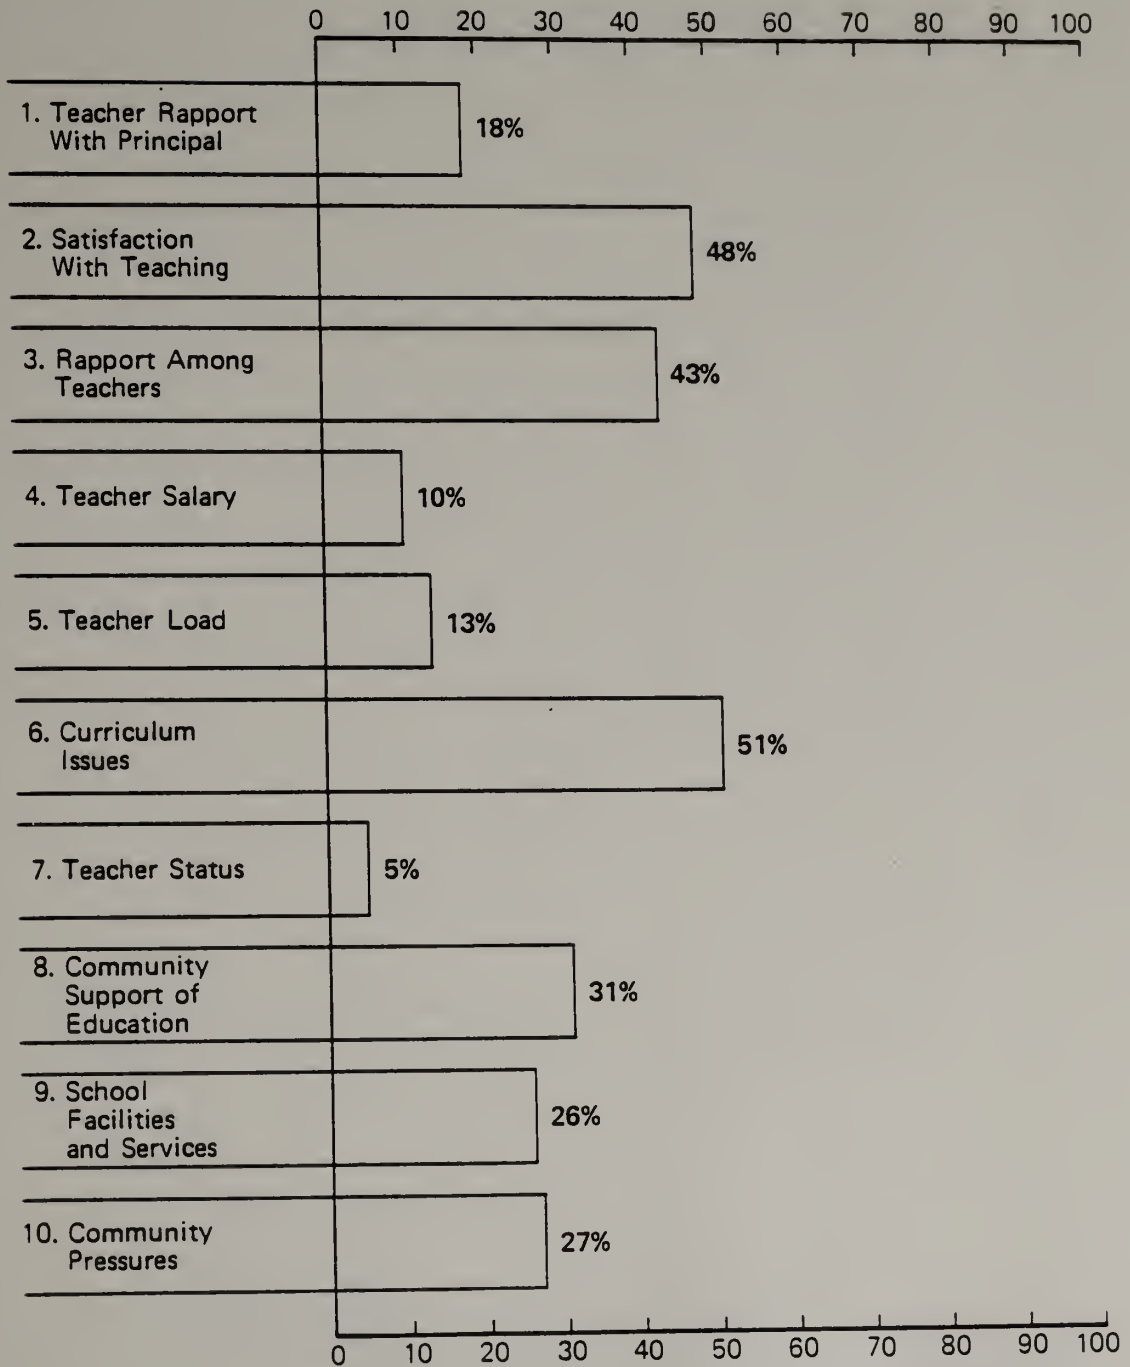 0 10 20 30 40 50 60 70 80 90 100
1. Teacher Rapport
With Principal
18%
2. Satisfaction
With Teaching
48%
3. Rapport Among
Teachers
43%
4. Teacher Salary
10%
5. Teacher Load
13%
6. Curriculum
Issues
51%
7. Teacher Status
5%
8. Community
Support of
Education
31%
9. School
Facilities
and Services
26%
10. Community
Pressures
27%
0 10 20 30 40 50 60 70 80 90 100